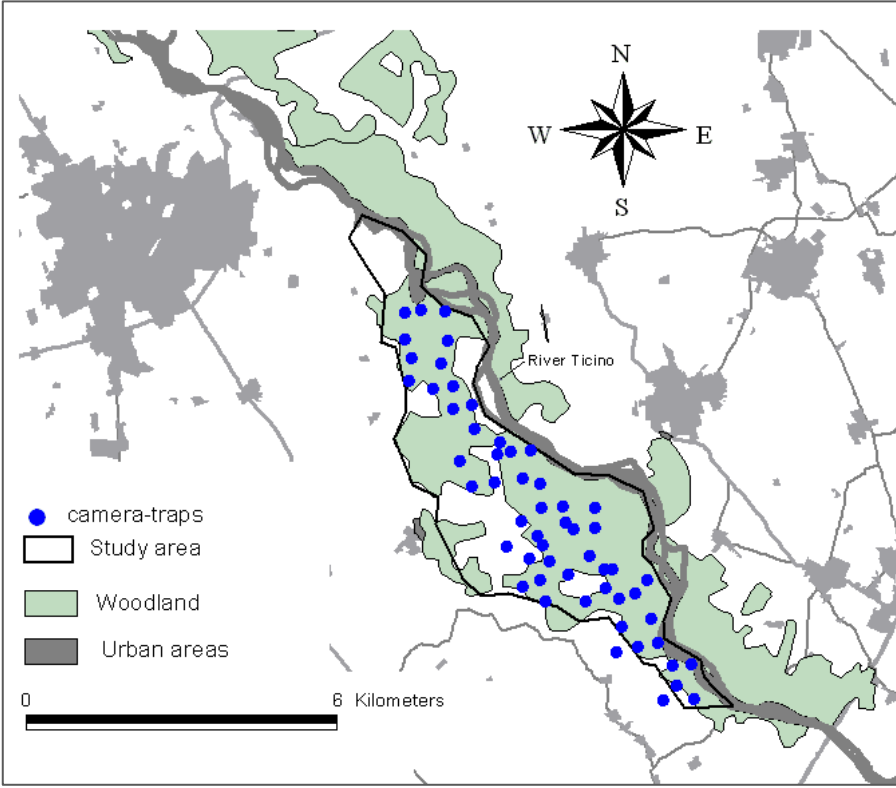 N
W E
S
River Ticino
camera-traps
Study area
Woodland
Urban areas
0 6 Kilometers